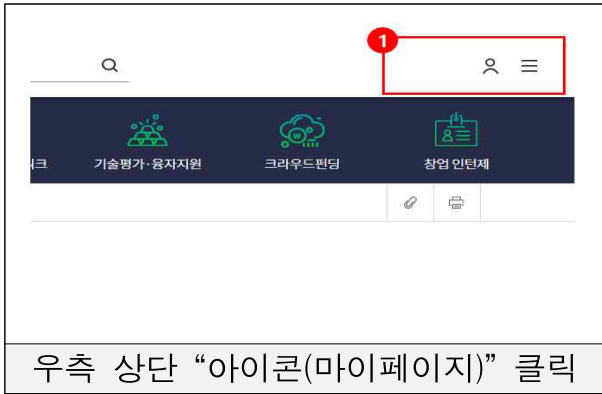 1
기술평가·융자지원
크라우드펀딩
창업 인턴제
우측 상단 “아이콘(마이페이지)” 클릭